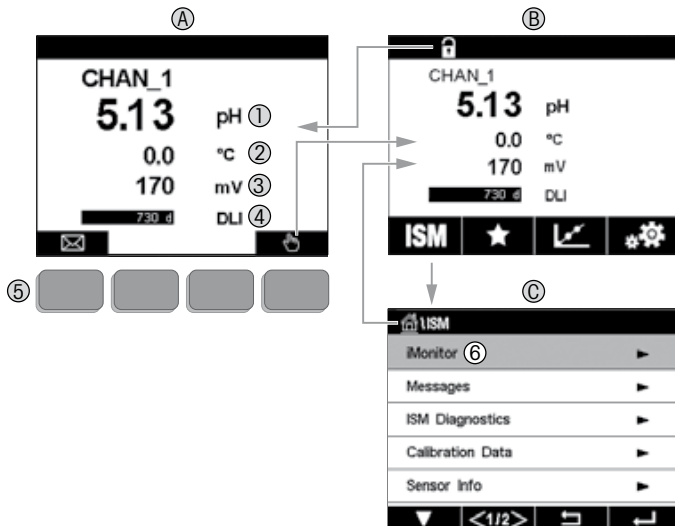 A
CHAN_1
5.13 pH 1
0.0 °C 2
170 mV 3
730 d DLI 4
5
B
CHAN_1
5.13 pH
0.0 °C
170 mV
730 d DLI
ISM
C
\ISM
iMonitor 6
Messages
ISM Diagnostics
Calibration Data
Sensor Info
<1/2>